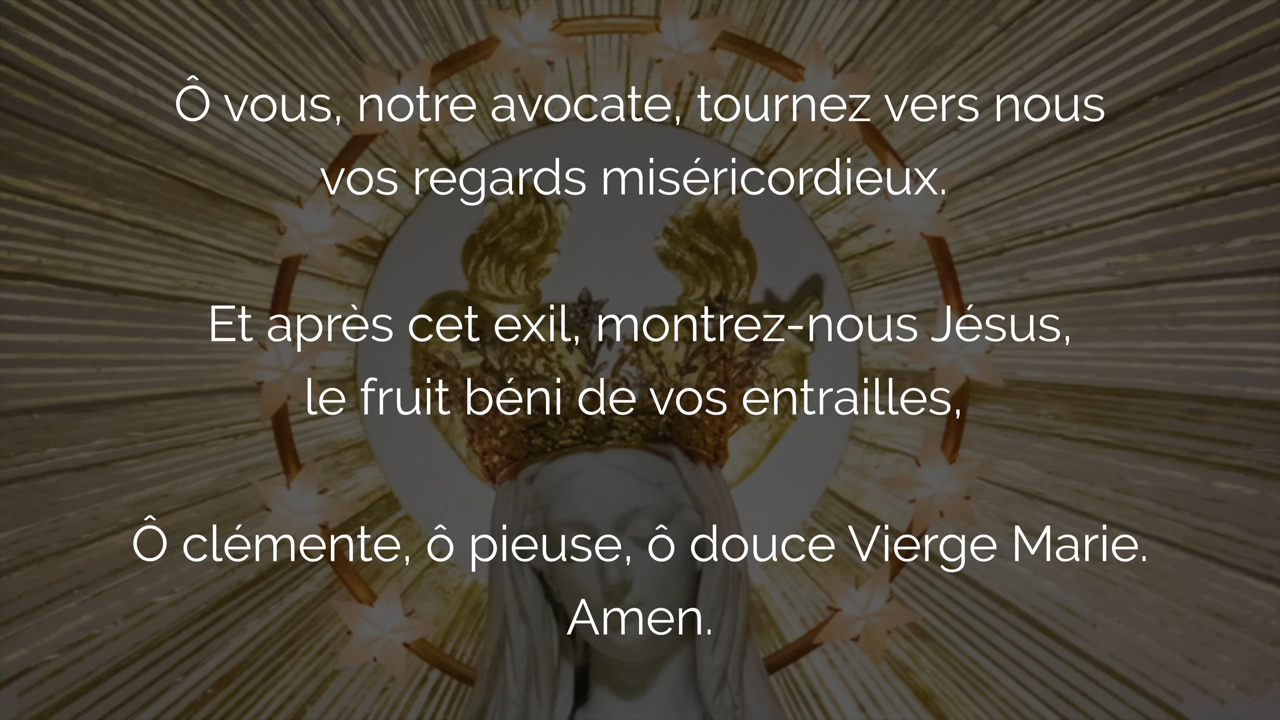 Ô vous, notre avocate, tournez vers nous
vos regards miséricordieux.
Et après cet exil, montrez-nous Jésus,
le fruit béni de vos entrailles,
Ô clémente, ô pieuse, ô douce Vierge Marie.
Amen.